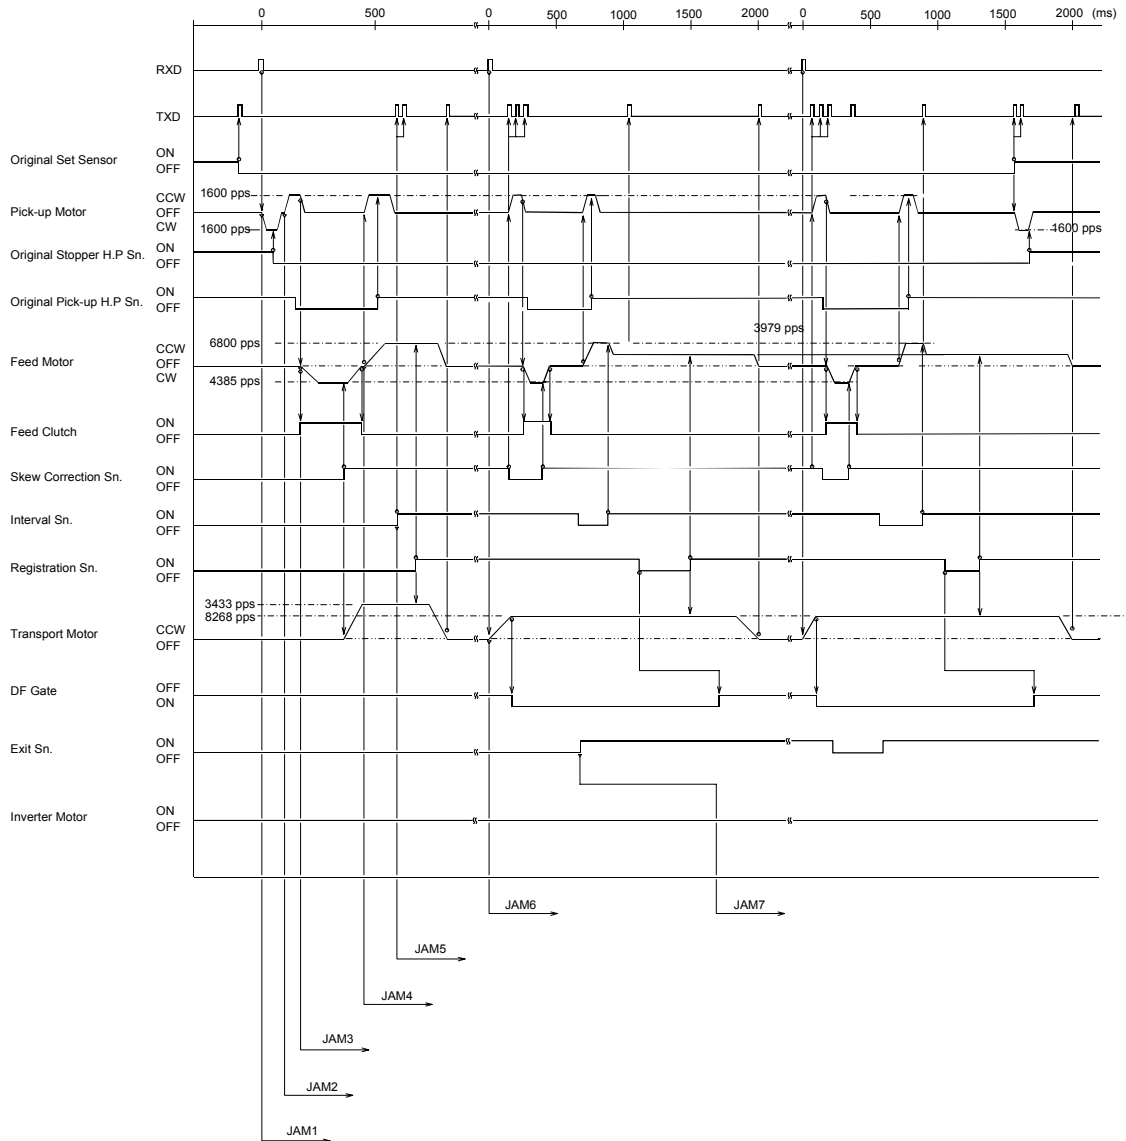 0 500 0 500 1000 1500 2000 0 500 1000 1500 2000 (ms)
RXD
TXD
Original Set Sensor ON
OFF
1600 pps CCW
Pick-up Motor OFF
CW
1600 pps 1600 pps
Original Stopper H.P Sn. ON
OFF
Original Pick-up H.P Sn. ON
OFF
3979 pps
6800 pps
Feed Motor CCW
OFF
CW
4385 pps
Feed Clutch ON
OFF
Skew Correction Sn. ON
OFF
Interval Sn. ON
OFF
Registration Sn. ON
OFF
3433 pps
8268 pps
Transport Motor CCW
OFF
DF Gate OFF
ON
Exit Sn. ON
OFF
Inverter Motor ON
OFF
JAM6 JAM7
JAM5
JAM4
JAM3
JAM2
JAM1